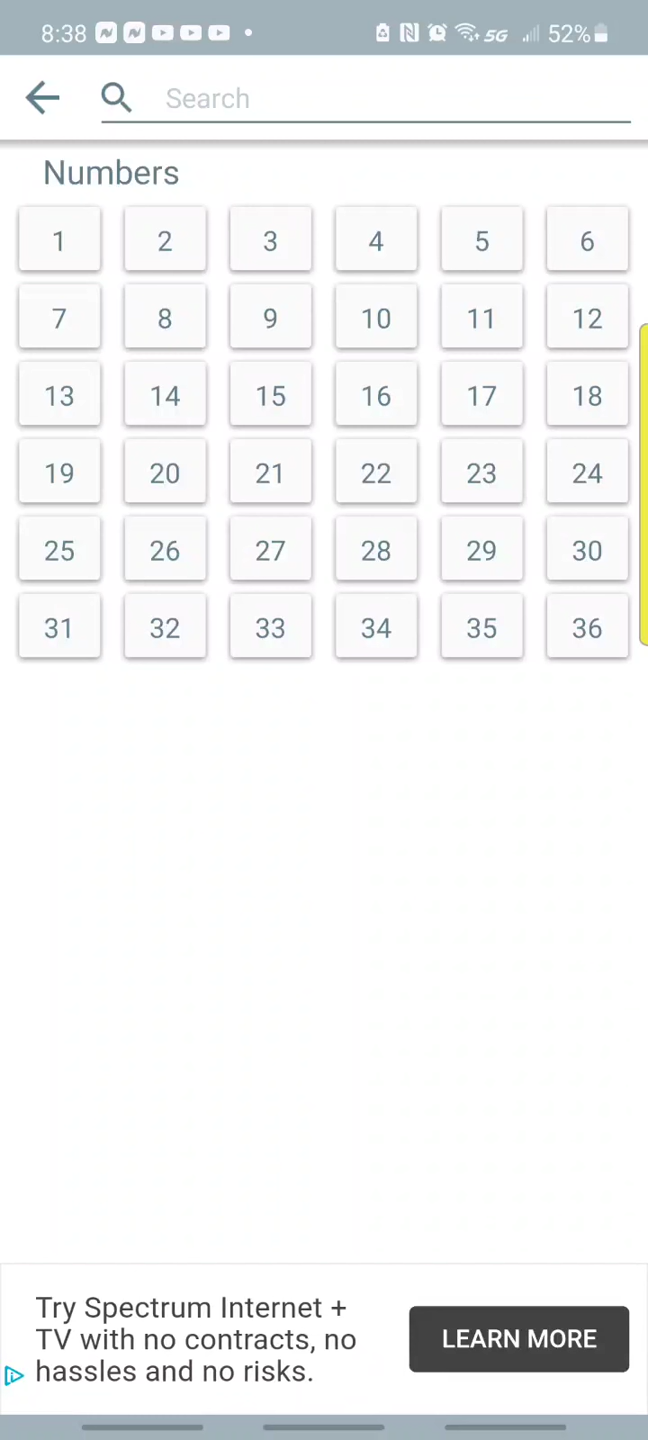 8:38 5G 52%
Search
Numbers
1 2 3 4 5 6
7 8 9 10 11 12
13 14 15 16 17 18
19 20 21 22 23 24
25 26 27 28 29 30
31 32 33 34 35 36
Try Spectrum Internet +
TV with no contracts, no
hassles and no risks.
LEARN MORE